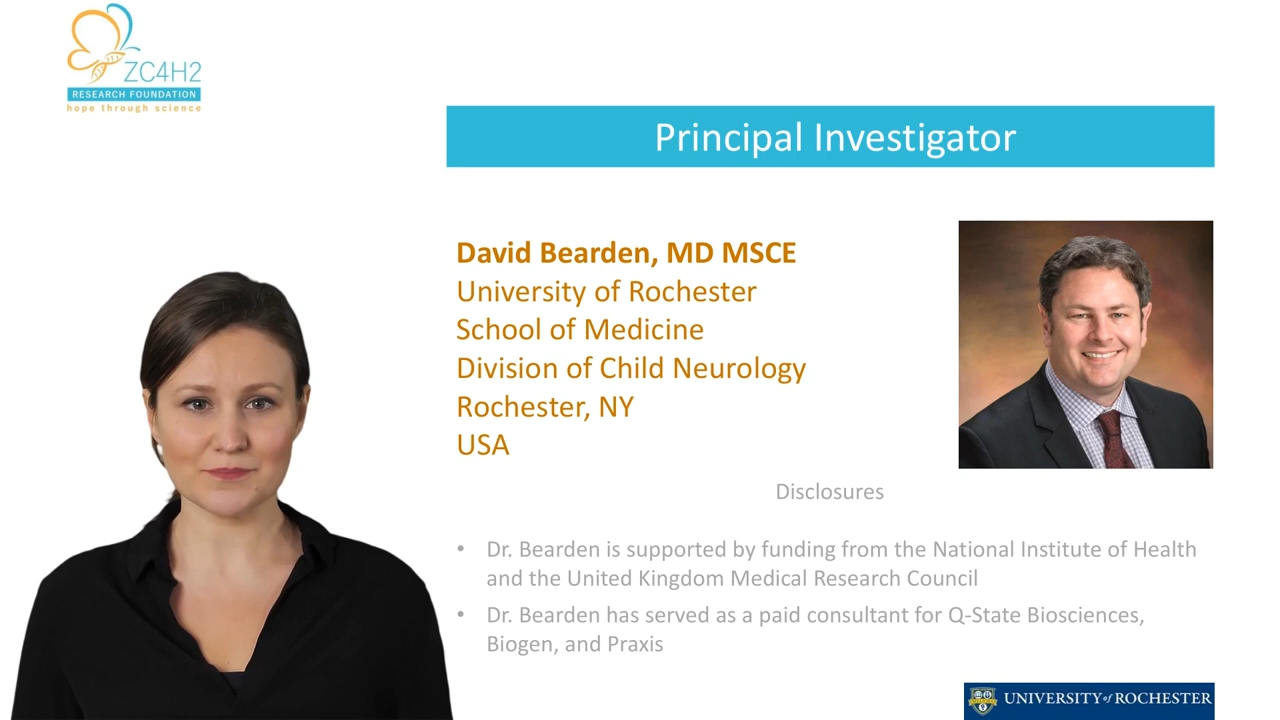 ZC4H2
RESEARCH FOUNDATION
hope through science
Principal Investigator
David Bearden, MD MSCE
University of Rochester
School of Medicine
Division of Child Neurology
Rochester, NY
USA
Disclosures
• Dr. Bearden is supported by funding from the National Institute of Health
and the United Kingdom Medical Research Council
• Dr. Bearden has served as a paid consultant for Q-State Biosciences,
Biogen, and Praxis
UNIVERSITY of ROCHESTER